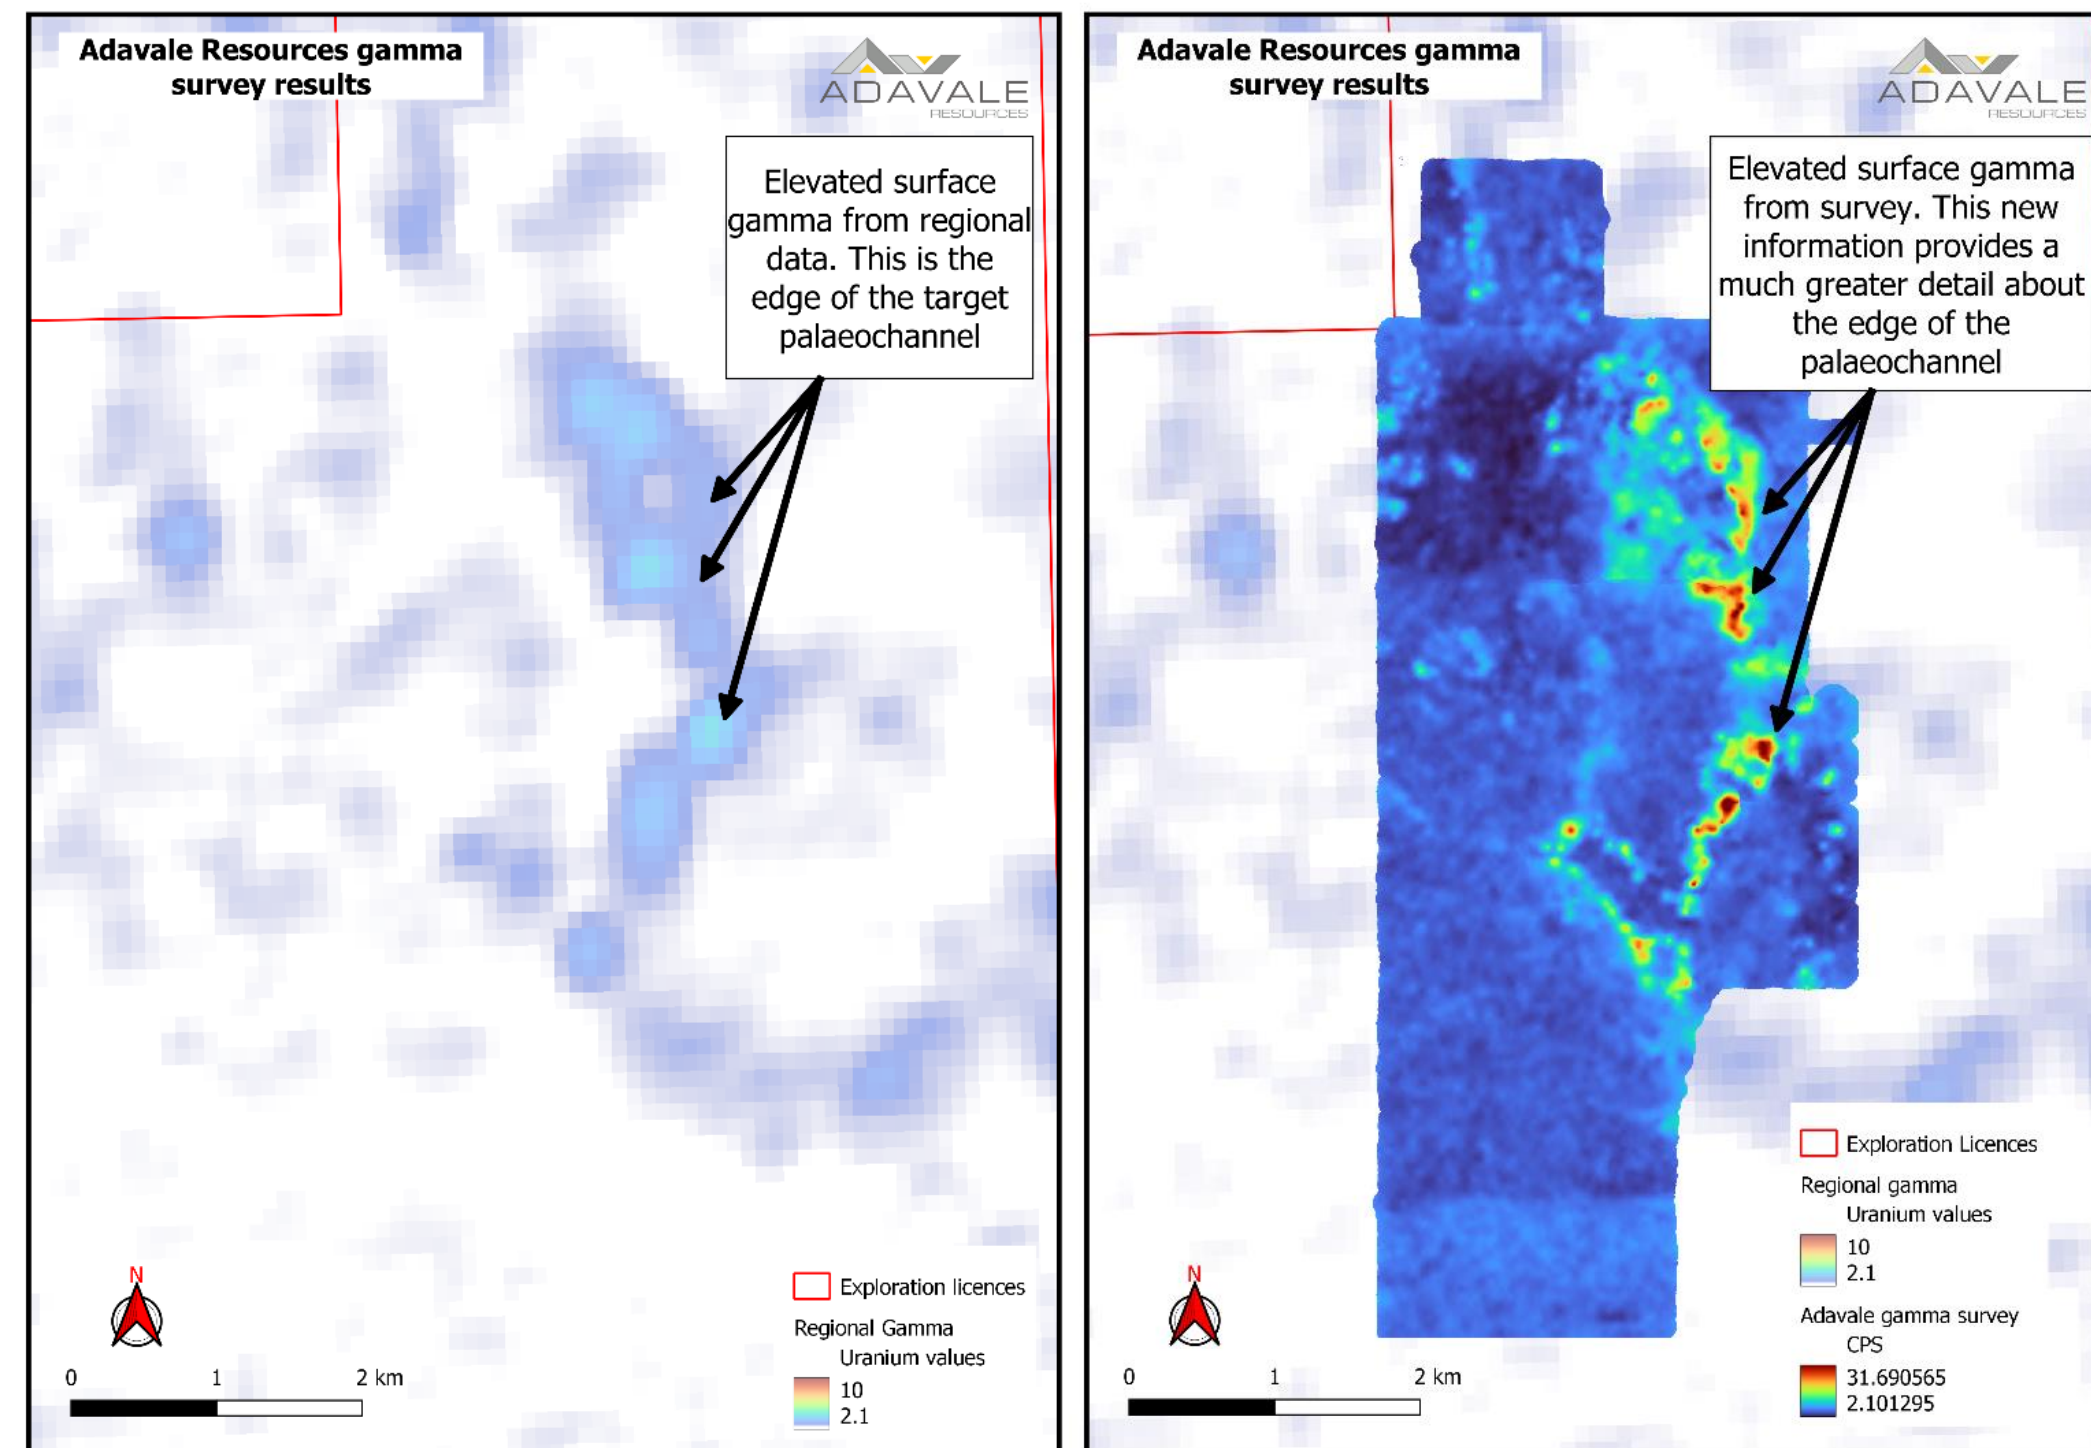 Adavale Resources gamma
survey results
ADAVALE
RESOURCES
Elevated surface
gamma from regional
data. This is the
edge of the target
palaeochannel
N
0 1 2 km
Exploration licences
Regional Gamma
Uranium values
10
2.1
Adavale Resources gamma
survey results
ADAVALE
RESOURCES
Elevated surface gamma
from survey. This new
information provides a
much greater detail about
the edge of the
palaeochannel
N
0 1 2 km
Exploration Licences
Regional gamma
Uranium values
10
2.1
Adavale gamma survey
CPS
31.690565
2.101295